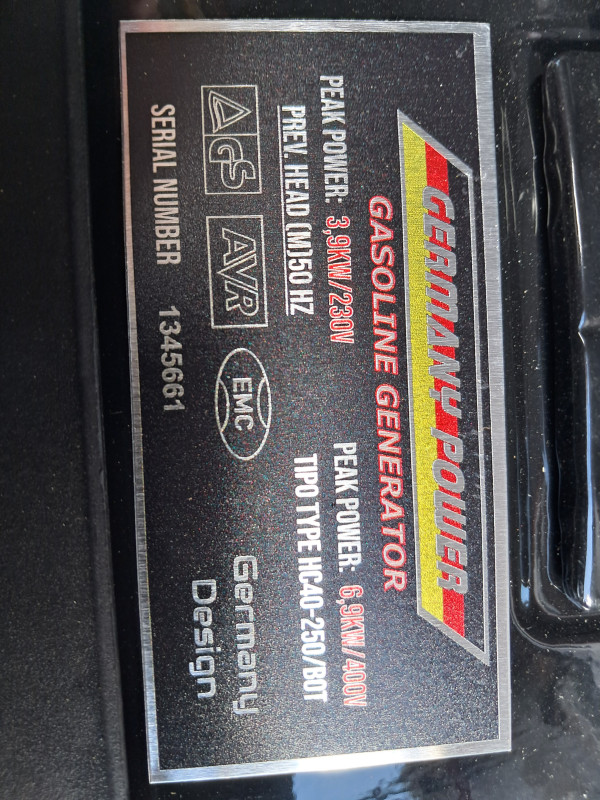 GERMANY POWER
GASOLINE GENERATOR
PEAK POWER: 3,9KW/230V
PEAK POWER: 6,9KW/400V
PREV. HEAD (M)50 HZ
TIPO TYPE HC40-250/BOT
GS
AVR
EMC
Germany
Design
SERIAL NUMBER 1345661